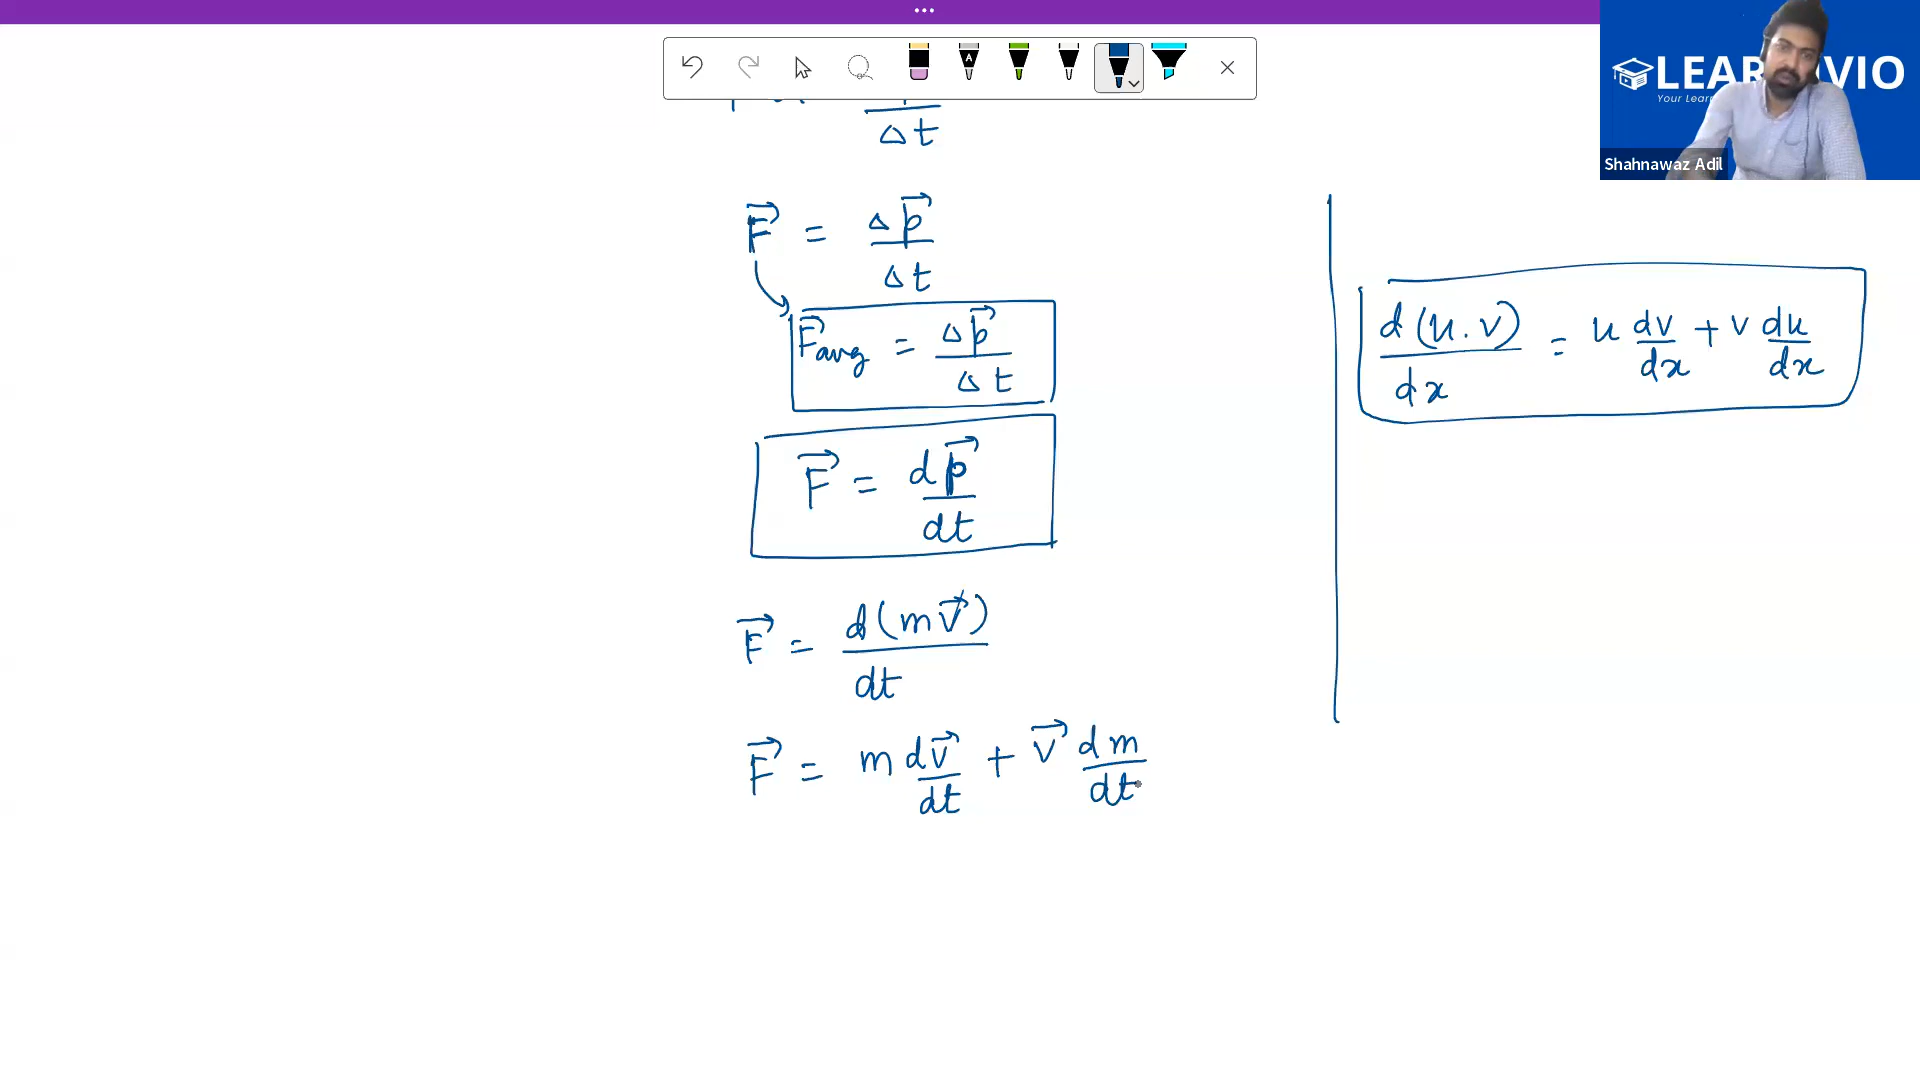 LEAR VIO
Your Lear
Shahnawaz Adil
Δt
F⃗ = Δp⃗ / Δt
F⃗avg = Δp⃗ / Δt
F⃗ = dp⃗ / dt
F⃗ = d(mv⃗) / dt
F⃗ = m dv⃗/dt + v⃗ dm/dt
d(u.v)/dx = u dv/dx + v du/dx